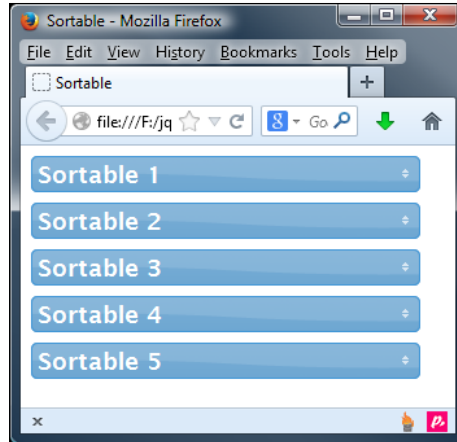 Sortable - Mozilla Firefox
File Edit View History Bookmarks Tools Help
Sortable
file:///F:/jq 8 Go
Sortable 1
Sortable 2
Sortable 3
Sortable 4
Sortable 5
x p.